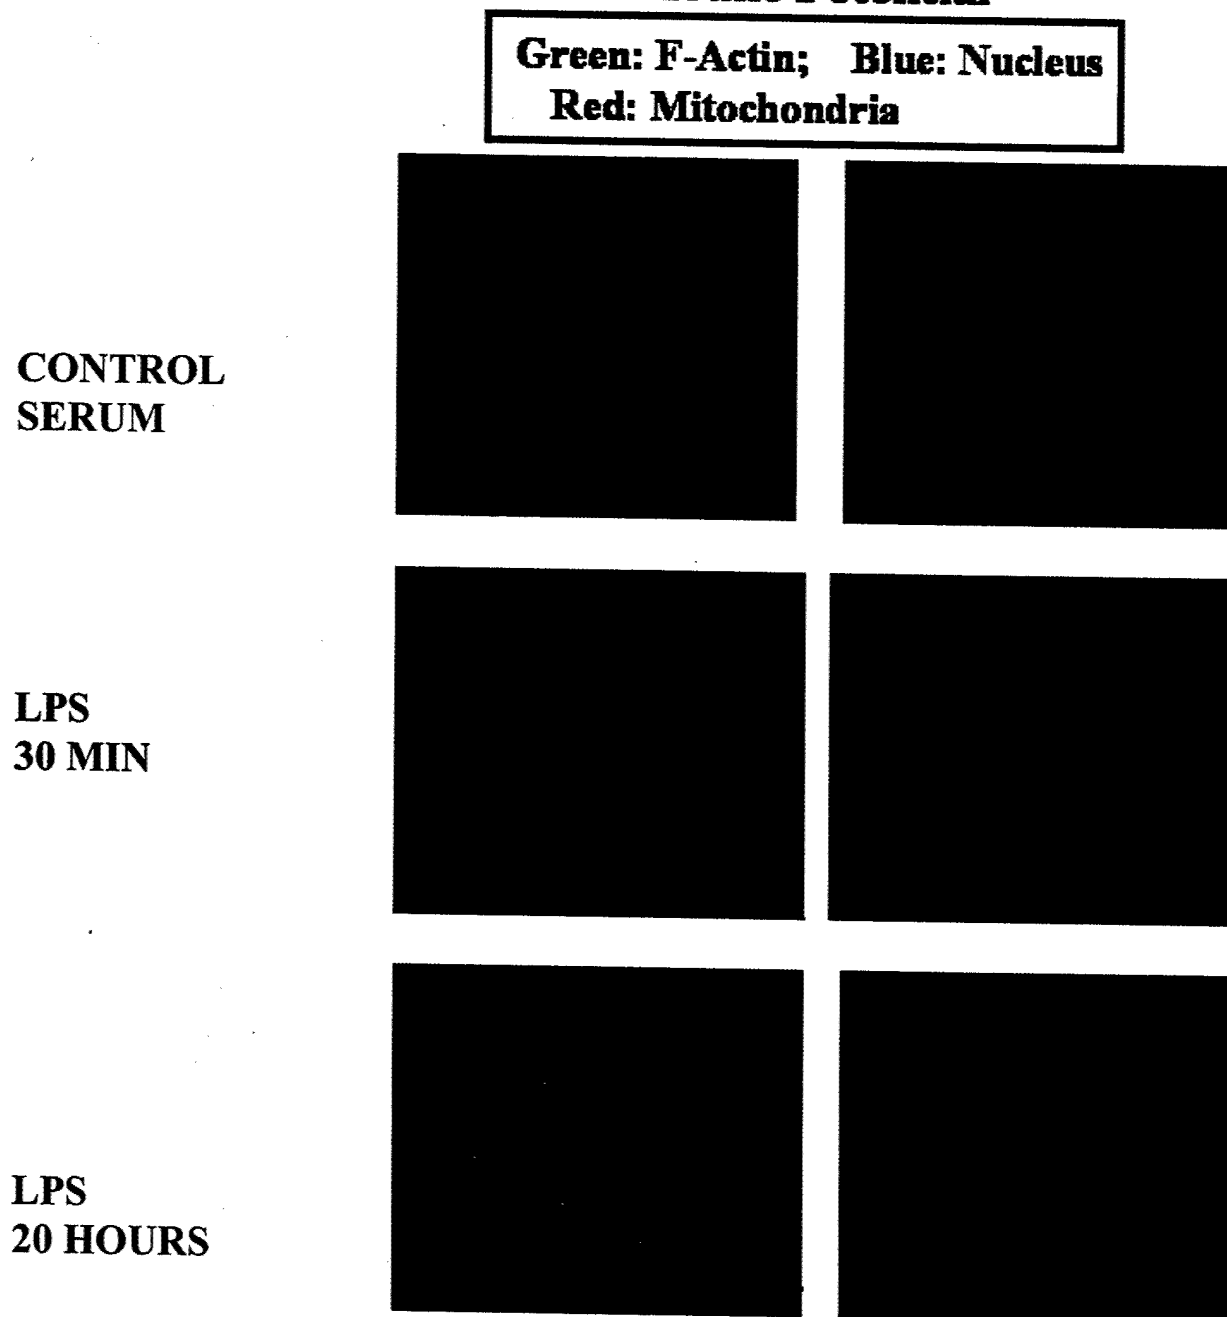 Green: F-Actin; Blue: Nucleus
Red: Mitochondria
CONTROL
SERUM
LPS
30 MIN
LPS
20 HOURS